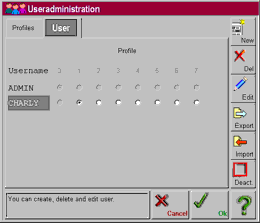 Useradministration
Profiles User
New
Profile
Username 0 1 2 3 4 5 6 7
Del
ADMIN
Edit
CHARLY
Export
Import
Deact.
You can create, delete and edit user.
Cancel
Ok